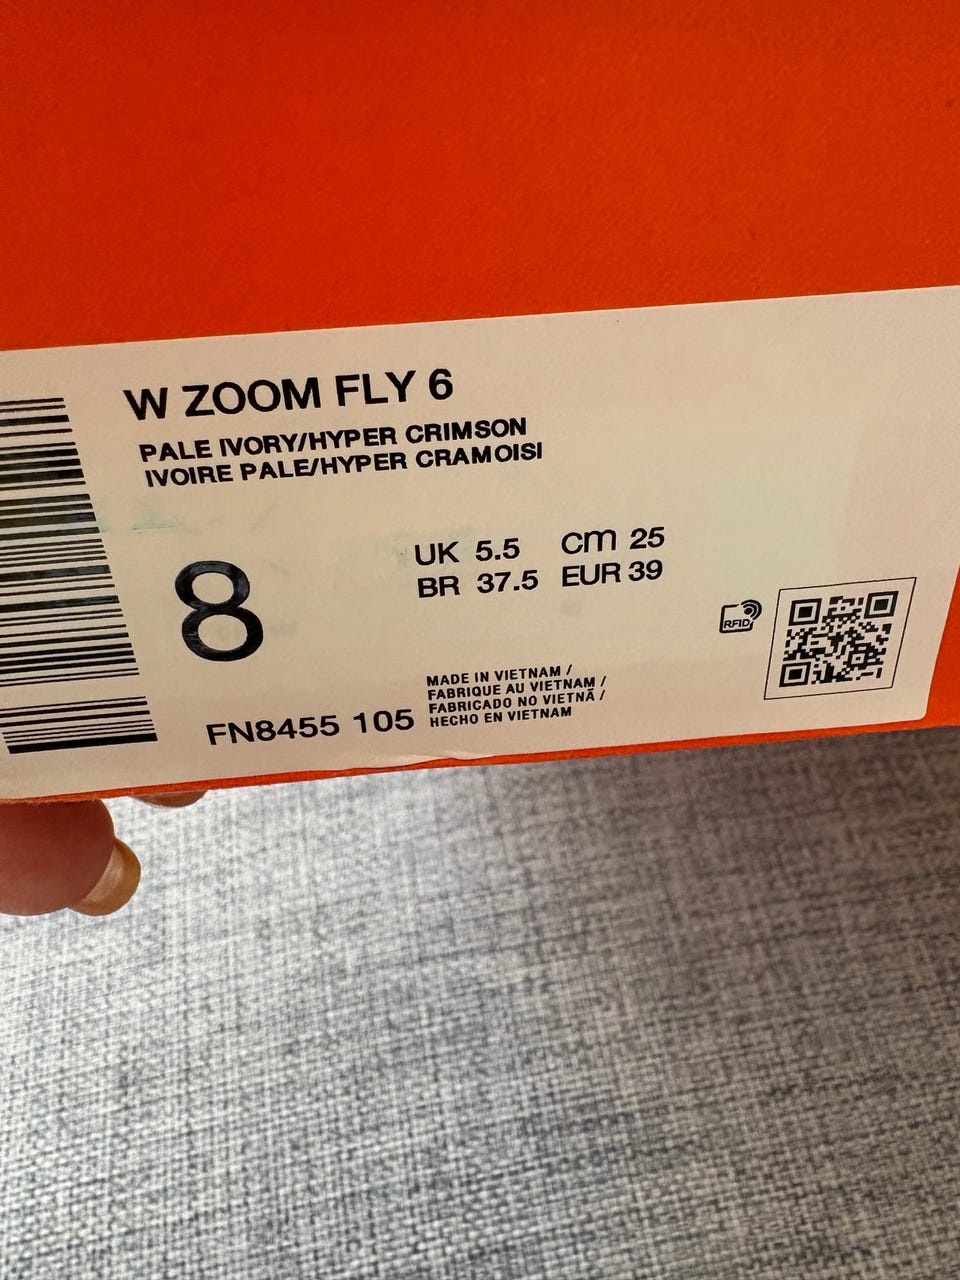 W ZOOM FLY 6
PALE IVORY/HYPER CRIMSON
IVOIRE PALE/HYPER CRAMOISI
8
UK 5.5 CM 25
BR 37.5 EUR 39
RFID
FN8455 105
MADE IN VIETNAM /
FABRIQUE AU VIETNAM /
FABRICADO NO VIETNÃ /
HECHO EN VIETNAM